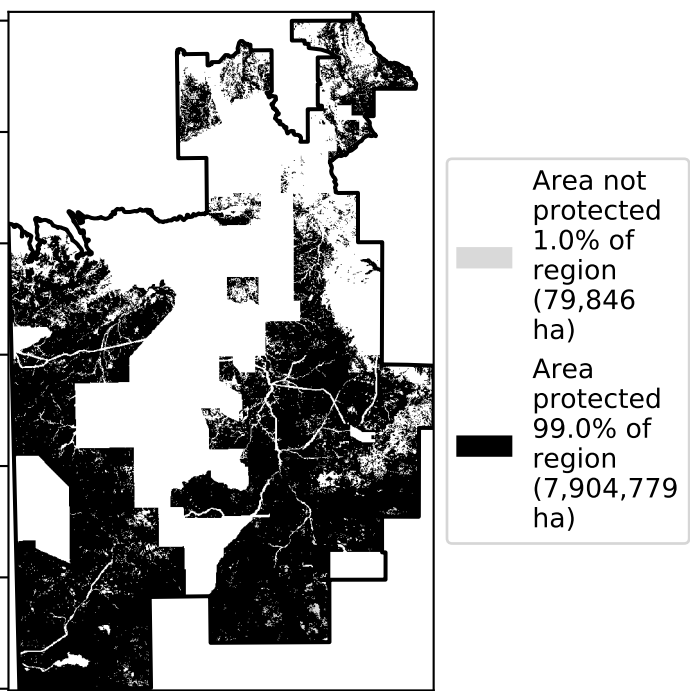 Area not
protected
1.0% of
region
(79,846
ha)
Area
protected
99.0% of
region
(7,904,779
ha)